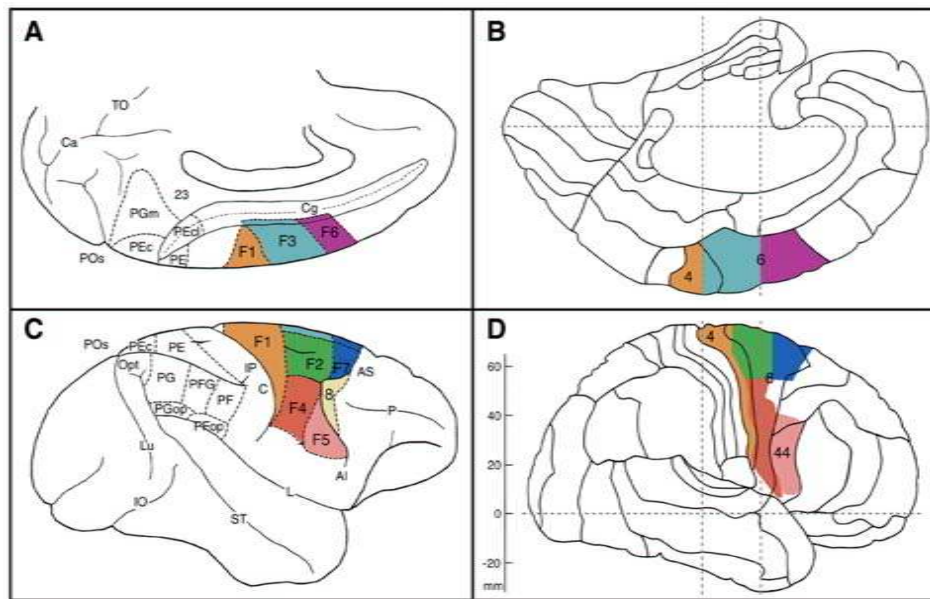 A
TO
Ca
23
Cg
PGm
PEci
F6
F3
F1
PEc
PE
POs
B
6
4
C
POs
PEc
PE
F1
F2
F7
Opt
IP
AS
PG
PFG
PF
C
8
F4
P
PGop
PFop
F5
Lu
AI
IO
L
ST
D
4
6
60
40
44
20
0
-20
mm